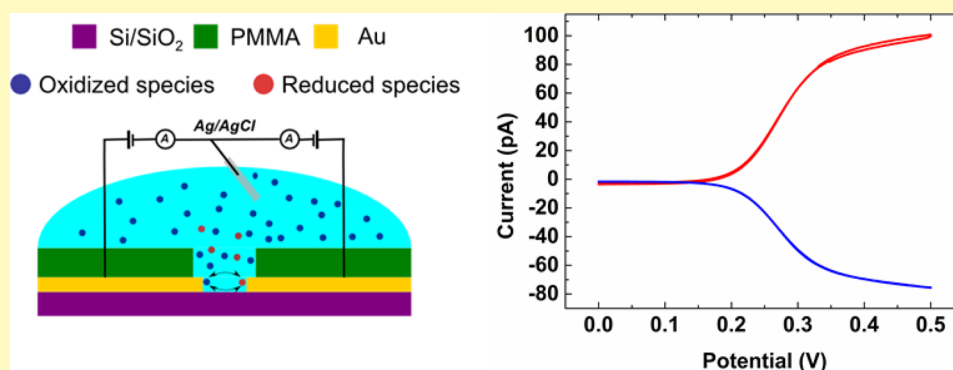 Si/SiO₂ PMMA Au
Oxidized species Reduced species
Ag/AgCl
A A
100
80
60
40
20
0
-20
-40
-60
-80
Current (pA)
0.0 0.1 0.2 0.3 0.4 0.5
Potential (V)